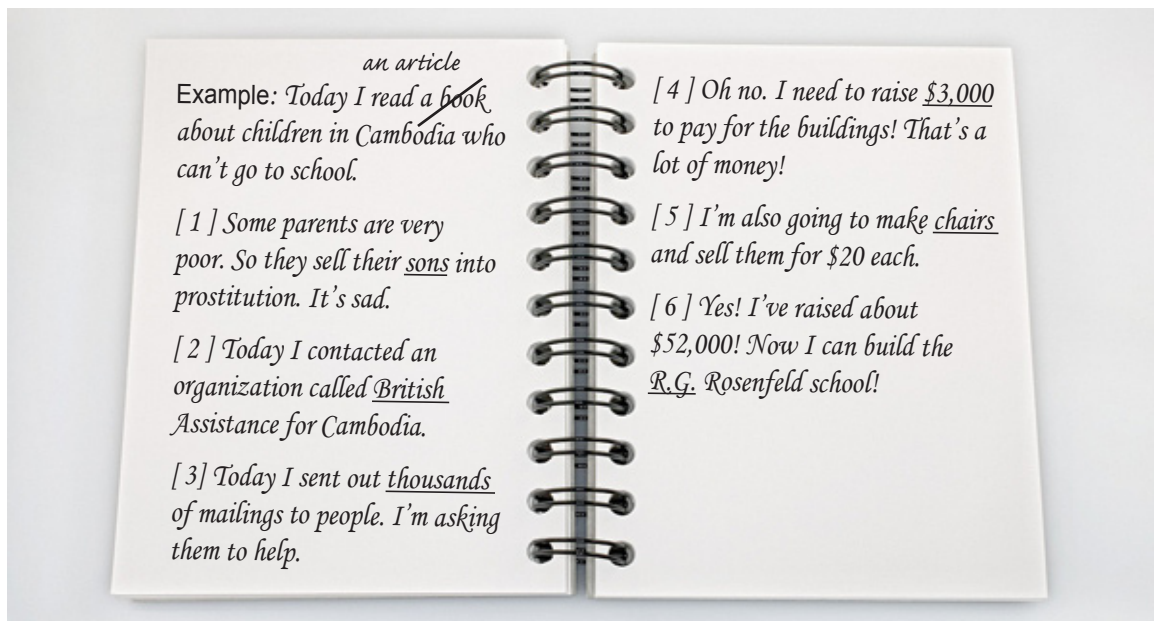 an article
Example: Today I read a book
about children in Cambodia who
can't go to school.
[ 1 ] Some parents are very
poor. So they sell their sons into
prostitution. It's sad.
[ 2 ] Today I contacted an
organization called British
Assistance for Cambodia.
[ 3] Today I sent out thousands
of mailings to people. I'm asking
them to help.
[ 4 ] Oh no. I need to raise $3,000
to pay for the buildings! That's a
lot of money!
[ 5 ] I'm also going to make chairs
and sell them for $20 each.
[ 6 ] Yes! I've raised about
$52,000! Now I can build the
R.G. Rosenfeld school!